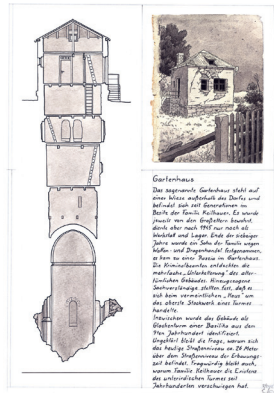 Gartenhaus
Das sogenannte Gartenhaus steht auf
einer Wiese außerhalb des Dorfes und
befindet sich seit Generationen im
Besitz der Familie Keilhauer. Es wurde
jeweils von den Großeltern bewohnt,
diente aber nach 1965 nur noch als
Werkstatt und Lager. Ende der siebziger
Jahre wurde ein Sohn der Familie wegen
Waffen- und Drogenhandel festgenommen,
es kam zu einer Razzia im Gartenhaus.
Die Kriminalbeamten entdeckten die
mehrfache „Unterkellerung" des alter-
tümlichen Gebäudes. Hinzugezogene
Sachverständige stellten fest, daß es
sich beim vermeintlichen „Haus" um
das oberste Stockwerk eines Turmes
handelte.
Inzwischen wurde das Gebäude als
Glockenturm einer Basilika aus dem
9ten Jahrhundert identifiziert.
Ungeklärt bleibt die Frage, warum sich
das heutige Straßenniveau ca. 26 Meter
über dem Straßenniveau der Erbauungs-
zeit befindet. Fragwürdig bleibt auch,
warum Familie Keilhauer die Existenz
des unterirdischen Turmes seit
Jahrhunderten verschwiegen hat.